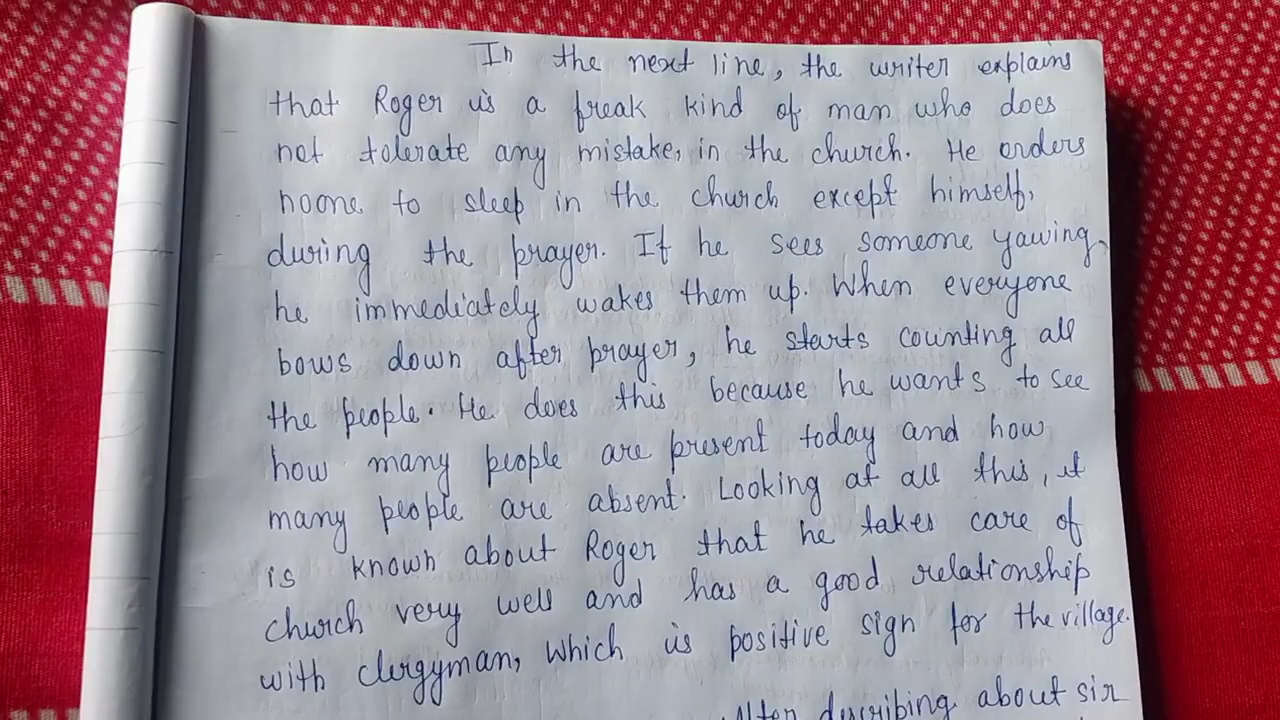 In the next line, the writer explains
that Roger is a freak kind of man who does
not tolerate any mistake, in the church. He orders
noone to sleep in the church except himself,
during the prayer. If he sees someone yawing,
he immediately wakes them up. When everyone
bows down after prayer, he starts counting all
the people. He does this because he wants to see
how many people are present today and how
many people are absent. Looking at all this, it
is known about Roger that he takes care of
church very well and has a good relationship
with clergyman, which is positive sign for the village.
After describing about sir